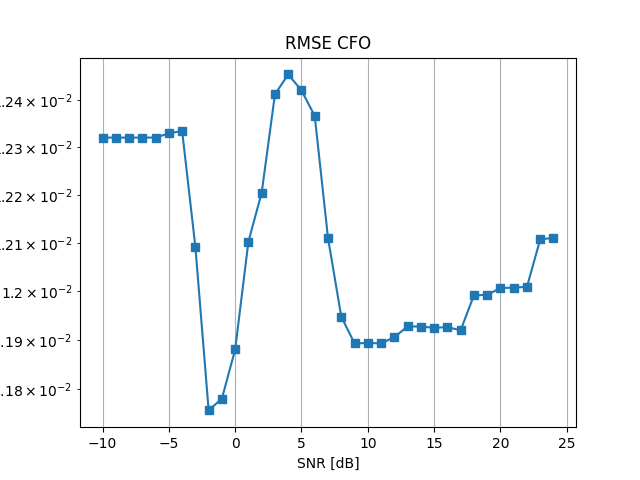 RMSE CFO
.24 × 10⁻²
.23 × 10⁻²
.22 × 10⁻²
.21 × 10⁻²
1.2 × 10⁻²
.19 × 10⁻²
.18 × 10⁻²
−10 −5 0 5 10 15 20 25
SNR [dB]